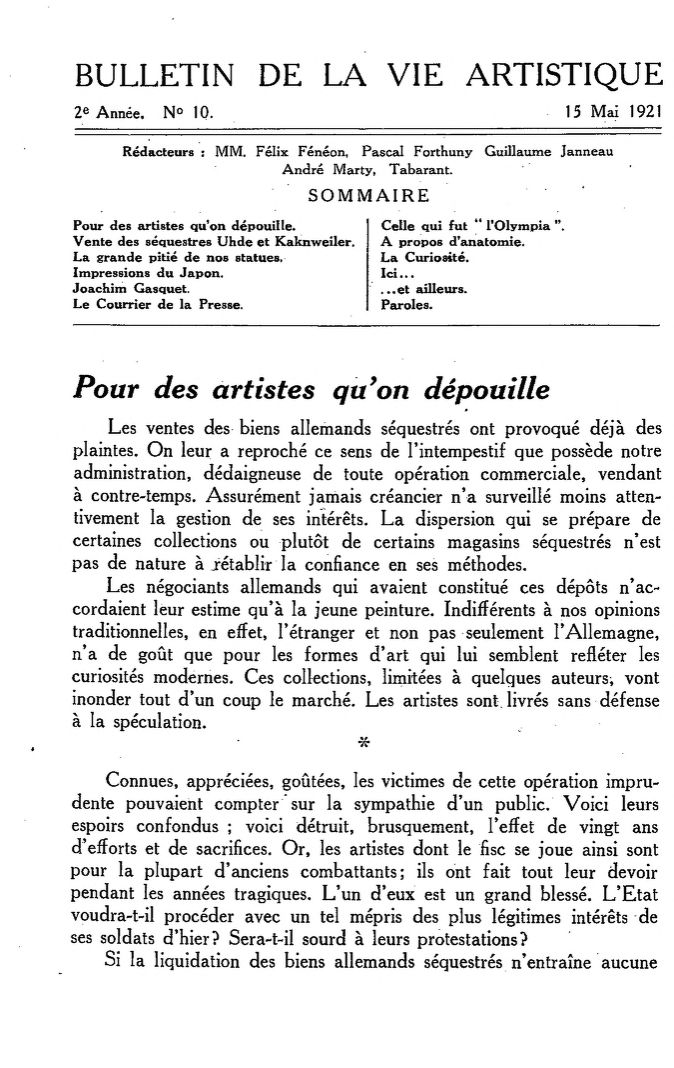 BULLETIN DE LA VIE ARTISTIQUE
2e Année. No 10. 15 Mai 1921
Rédacteurs : MM. Félix Fénéon, Pascal Forthuny Guillaume Janneau
André Marty, Tabarant.
SOMMAIRE
Pour des artistes qu'on dépouille.
Vente des séquestres Uhde et Kaknweiler.
La grande pitié de nos statues.
Impressions du Japon.
Joachim Gasquet.
Le Courrier de la Presse.
Celle qui fut " l'Olympia ".
A propos d'anatomie.
La Curiosité.
Ici...
...et ailleurs.
Paroles.
Pour des artistes qu'on dépouille
Les ventes des biens allemands séquestrés ont provoqué déjà des
plaintes. On leur a reproché ce sens de l'intempestif que possède notre
administration, dédaigneuse de toute opération commerciale, vendant
à contre-temps. Assurément jamais créancier n'a surveillé moins atten-
tivement la gestion de ses intérêts. La dispersion qui se prépare de
certaines collections ou plutôt de certains magasins séquestrés n'est
pas de nature à rétablir la confiance en ses méthodes.
Les négociants allemands qui avaient constitué ces dépôts n'ac-
cordaient leur estime qu'à la jeune peinture. Indifférents à nos opinions
traditionnelles, en effet, l'étranger et non pas seulement l'Allemagne,
n'a de goût que pour les formes d'art qui lui semblent refléter les
curiosités modernes. Ces collections, limitées à quelques auteurs, vont
inonder tout d'un coup le marché. Les artistes sont livrés sans défense
à la spéculation.
*
Connues, appréciées, goûtées, les victimes de cette opération impru-
dente pouvaient compter sur la sympathie d'un public. Voici leurs
espoirs confondus ; voici détruit, brusquement, l'effet de vingt ans
d'efforts et de sacrifices. Or, les artistes dont le fisc se joue ainsi sont
pour la plupart d'anciens combattants ; ils ont fait tout leur devoir
pendant les années tragiques. L'un d'eux est un grand blessé. L'Etat
voudra-t-il procéder avec un tel mépris des plus légitimes intérêts de
ses soldats d'hier? Sera-t-il sourd à leurs protestations?
Si la liquidation des biens allemands séquestrés n'entraîne aucune